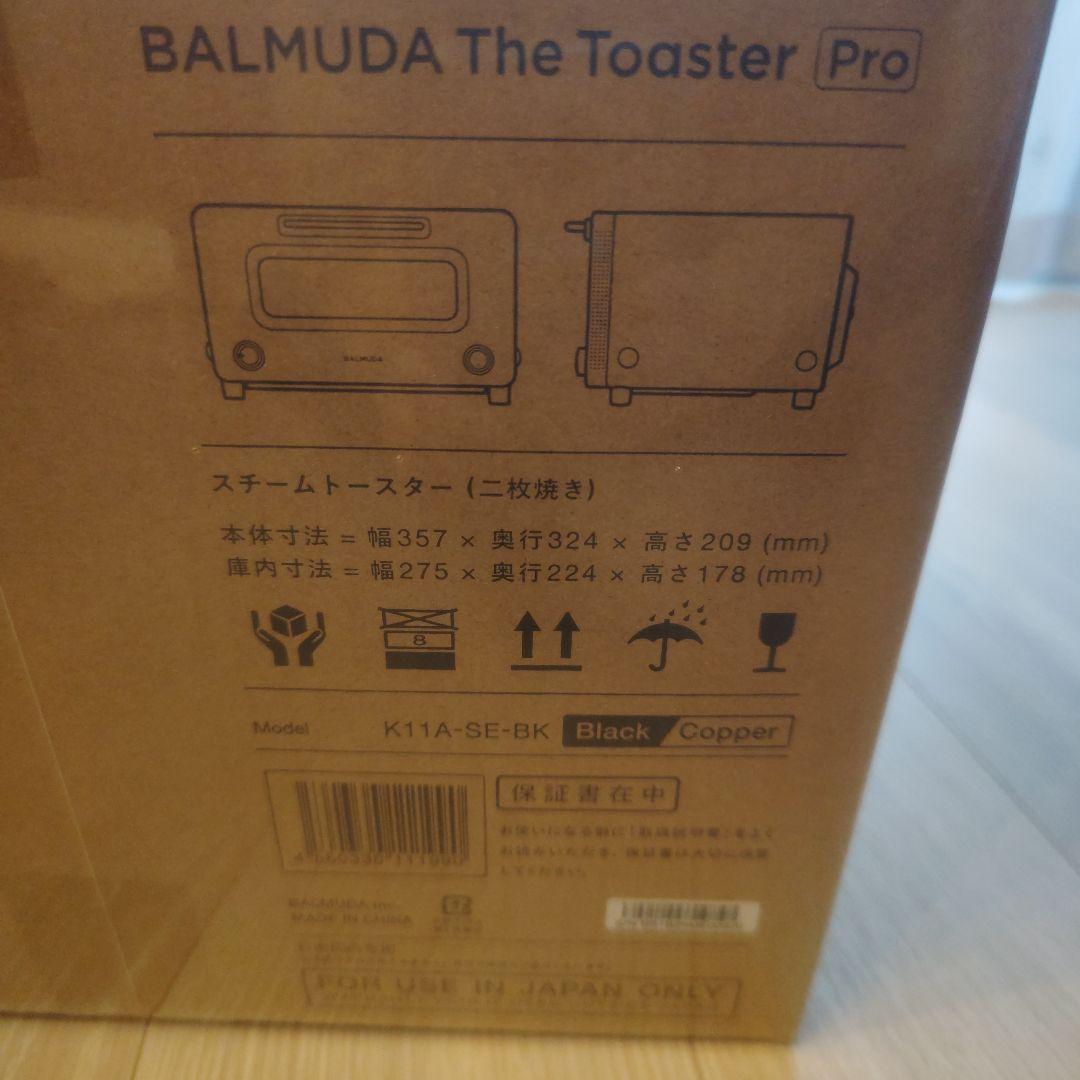 BALMUDA The Toaster Pro
BALMUDA
スチームトースター (二枚焼き)
本体寸法 = 幅357 × 奥行324 × 高さ209 (mm)
庫内寸法 = 幅275 × 奥行224 × 高さ178 (mm)
8
Model K11A-SE-BK Black Copper
保証書在中
BALMUDA Inc.
MADE IN CHINA
FOR USE IN JAPAN ONLY